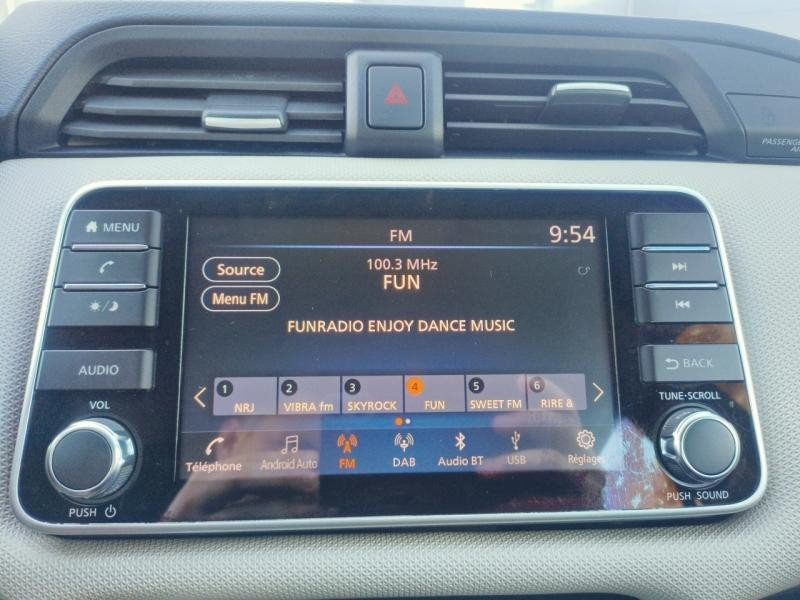 PASSENGER
AI
MENU
FM
9:54
Source
100.3 MHz
FUN
Menu FM
FUNRADIO ENJOY DANCE MUSIC
AUDIO
BACK
1 2 3 4 5 6
NRJ VIBRA fm SKYROCK FUN SWEET FM RIRE &
VOL
TUNE·SCROLL
Téléphone Android Auto FM DAB Audio BT USB Réglages
PUSH
PUSH SOUND